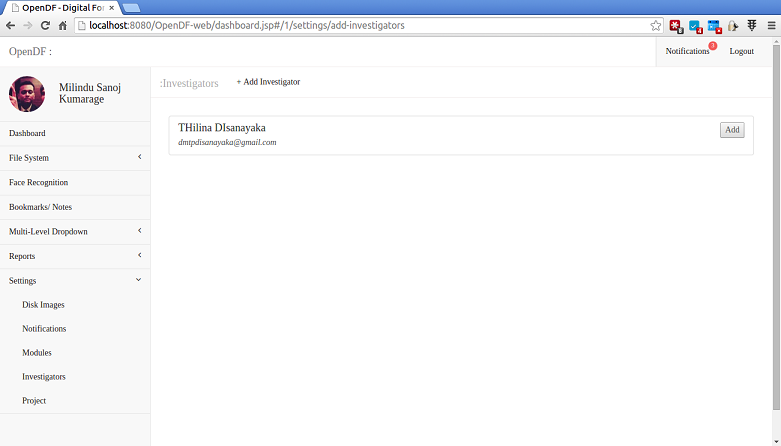 OpenDF - Digital For
localhost:8080/OpenDF-web/dashboard.jsp#/1/settings/add-investigators
OpenDF :
Notifications
Logout
Milindu Sanoj
Kumarage
:Investigators
+ Add Investigator
THilina DIsanayaka
dmtpdisanayaka@gmail.com
Add
Dashboard
File System
Face Recognition
Bookmarks/ Notes
Multi-Level Dropdown
Reports
Settings
Disk Images
Notifications
Modules
Investigators
Project